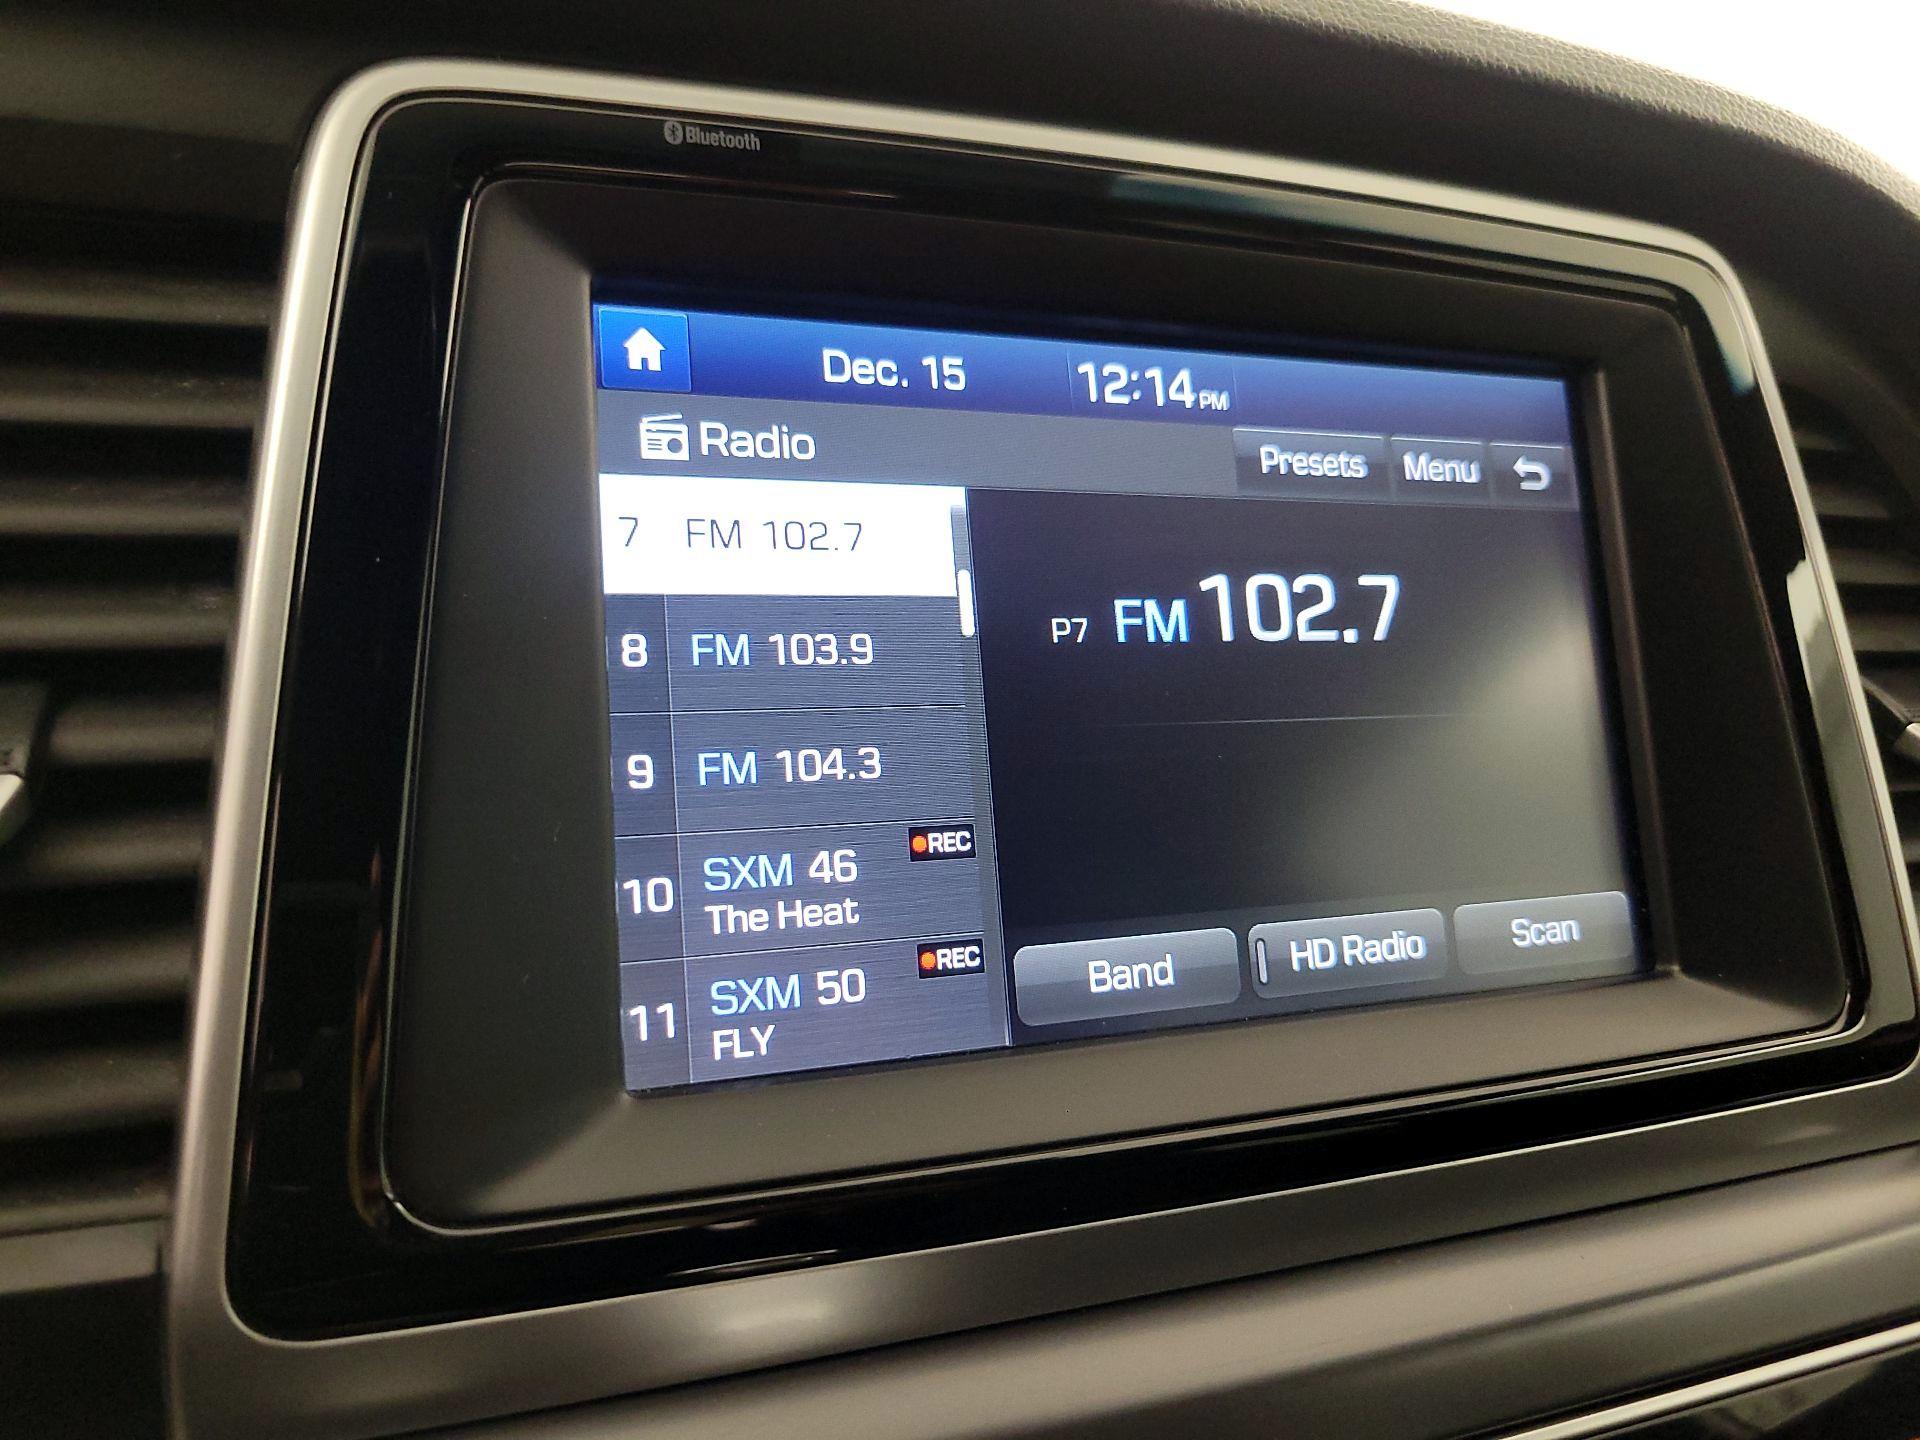 Bluetooth
Dec. 15 12:14 PM
Radio
Presets Menu
7 FM 102.7
8 FM 103.9
9 FM 104.3
10 SXM 46 REC
The Heat
11 SXM 50 REC
FLY
P7 FM 102.7
Band HD Radio Scan